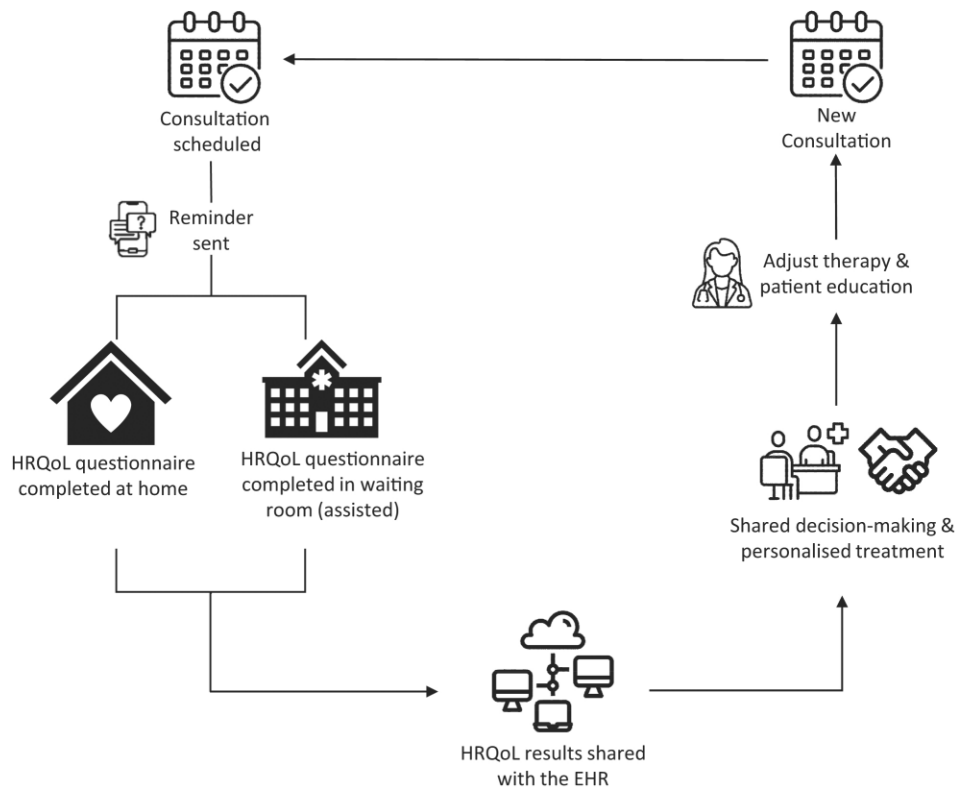 Consultation
scheduled
Reminder
sent
?
HRQoL questionnaire
completed at home
HRQoL questionnaire
completed in waiting
room (assisted)
HRQoL results shared
with the EHR
Shared decision-making &
personalised treatment
Adjust therapy &
patient education
New
Consultation